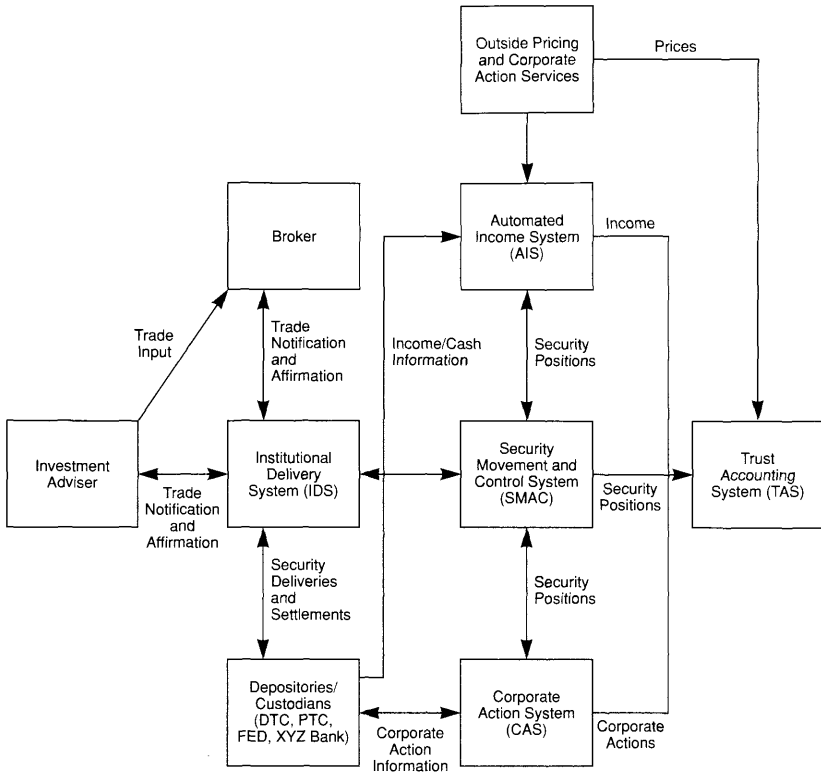 Outside Pricing
and Corporate
Action Services
Prices
Broker
Automated
Income System
(AIS)
Income
Trade
Input
Trade
Notification
and
Affirmation
Income/Cash
Information
Security
Positions
Investment
Adviser
Trade
Notification
and
Affirmation
Institutional
Delivery
System (IDS)
Security
Movement and
Control System
(SMAC)
Security
Positions
Trust
Accounting
System (TAS)
Security
Deliveries
and
Settlements
Security
Positions
Depositories/
Custodians
(DTC, PTC,
FED, XYZ Bank)
Corporate
Action
Information
Corporate
Action System
(CAS)
Corporate
Actions